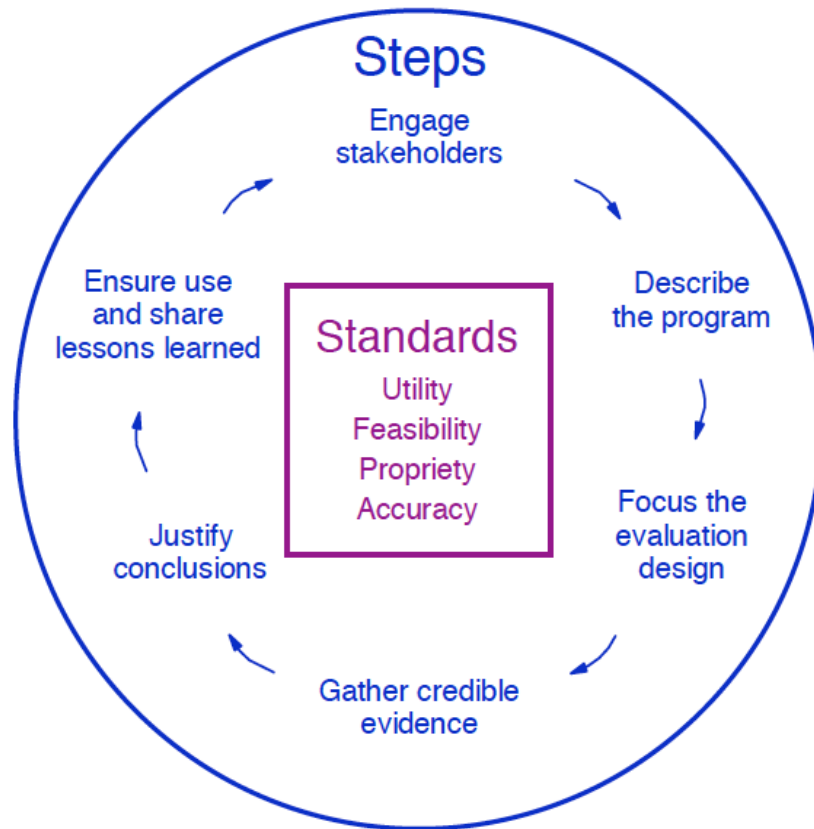 Steps
Engage
stakeholders
Describe
the program
Focus the
evaluation
design
Gather credible
evidence
Justify
conclusions
Ensure use
and share
lessons learned
Standards
Utility
Feasibility
Propriety
Accuracy